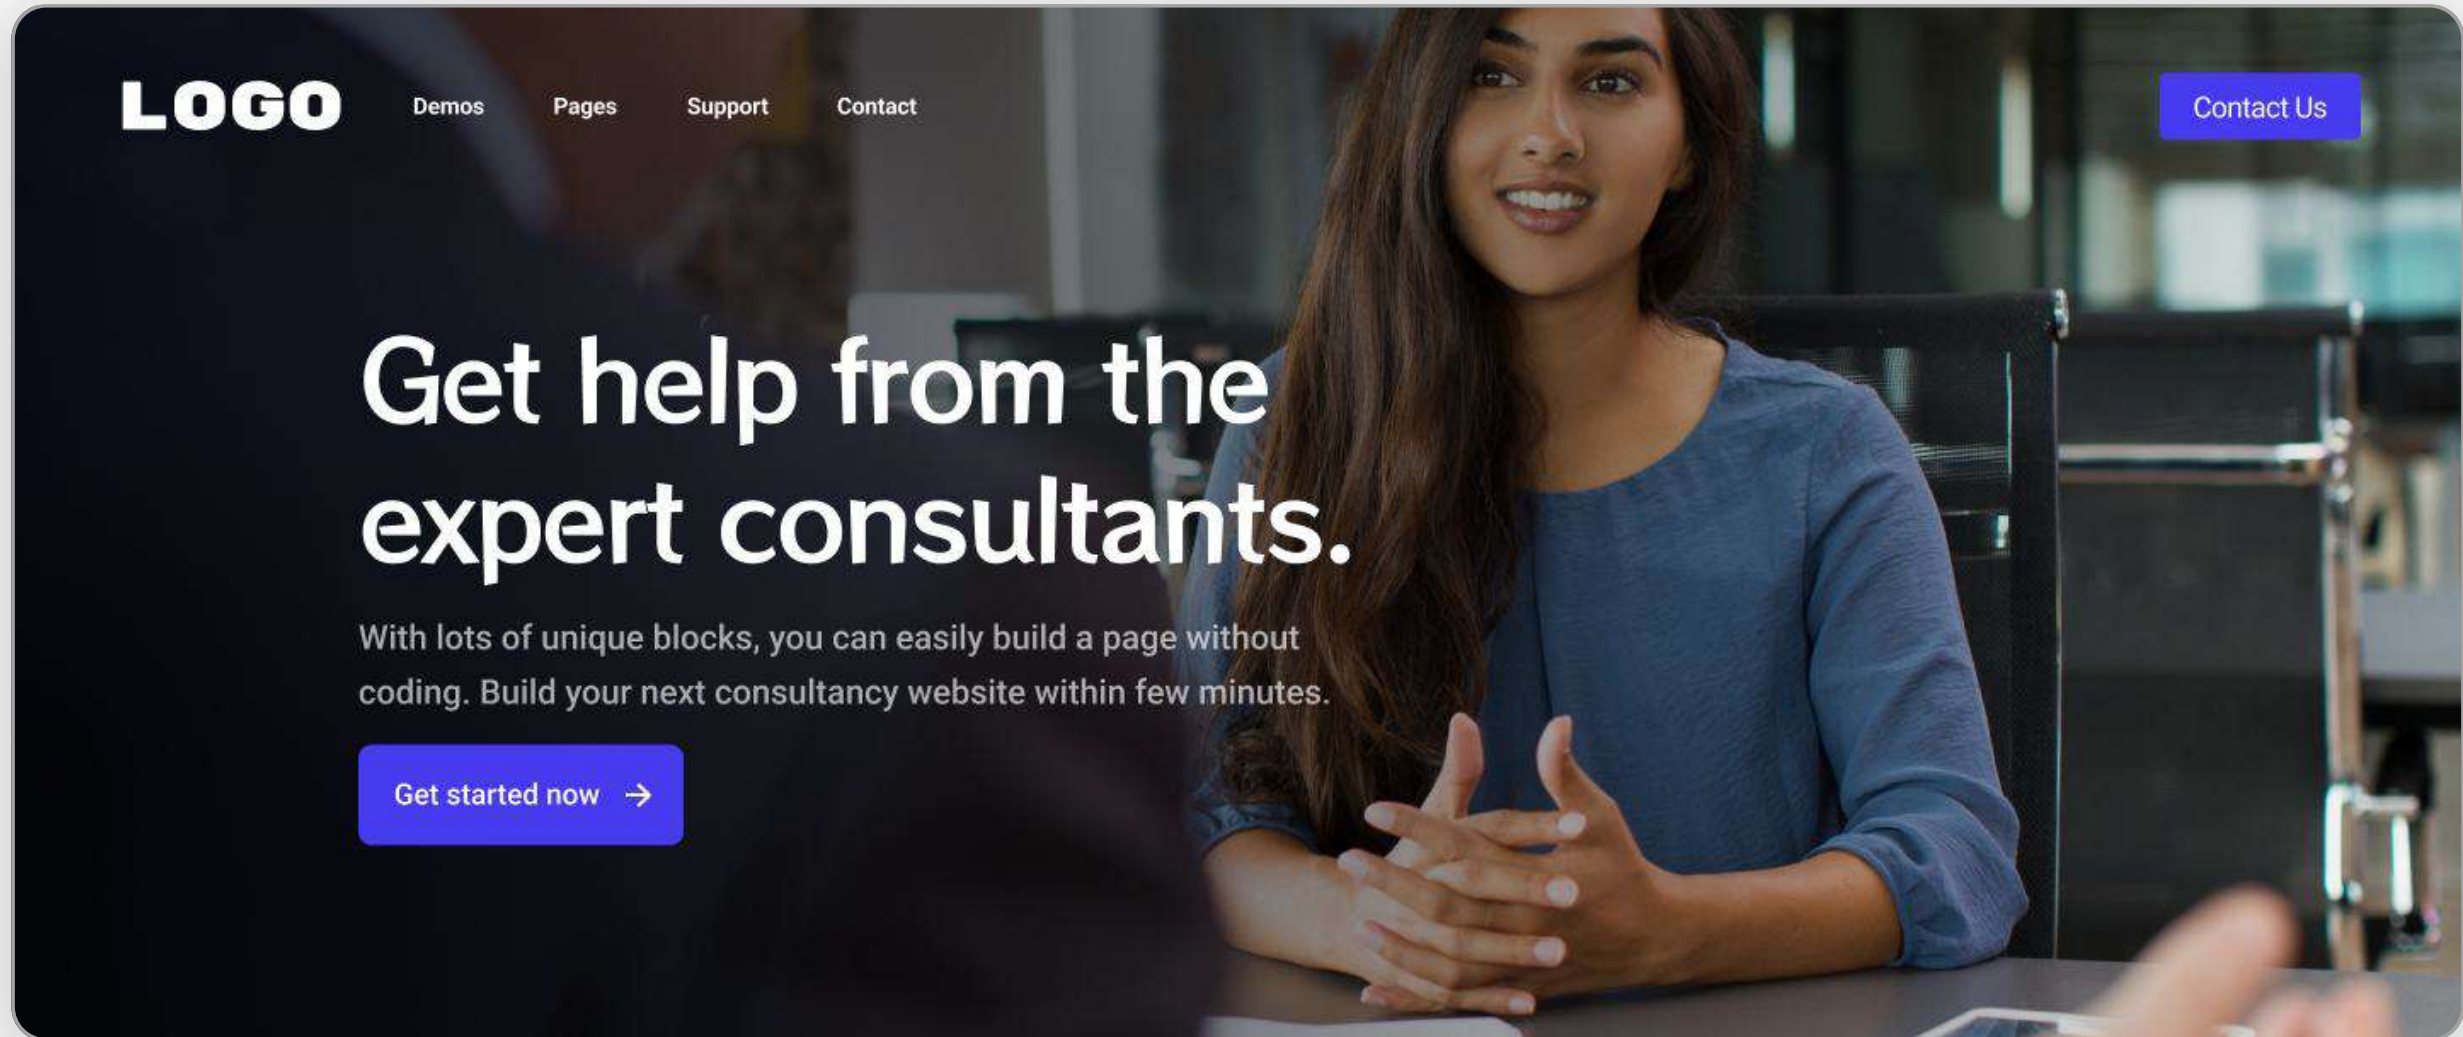 LOGO
Demos
Pages
Support
Contact
Contact Us
Get help from the
expert consultants.
With lots of unique blocks, you can easily build a page without
coding. Build your next consultancy website within few minutes.
Get started now →